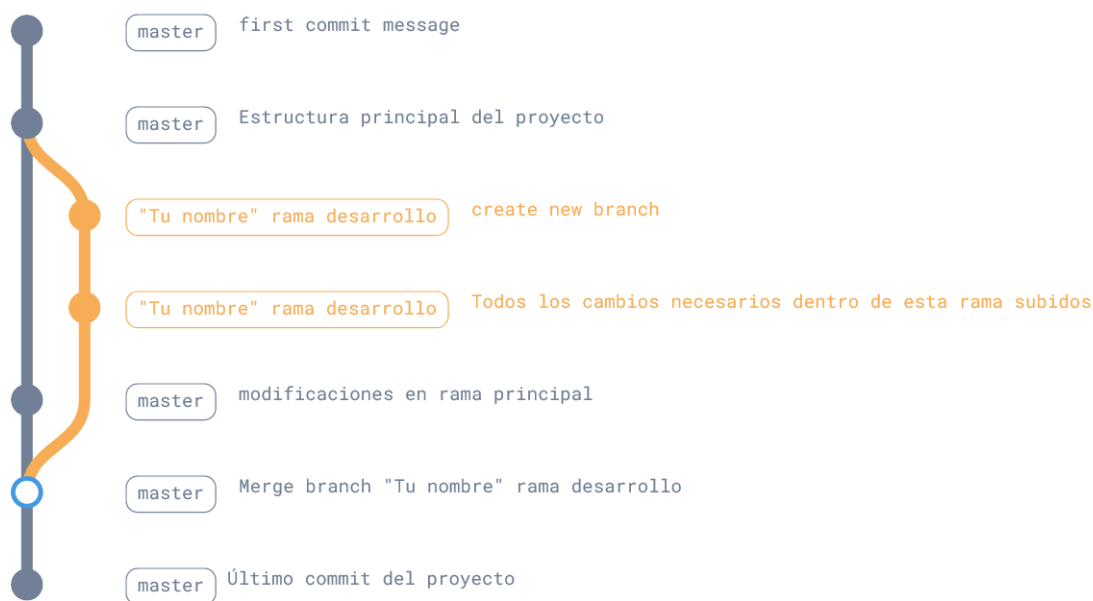 master first commit message
master Estructura principal del proyecto
"Tu nombre" rama desarrollo create new branch
"Tu nombre" rama desarrollo Todos los cambios necesarios dentro de esta rama subidos
master modificaciones en rama principal
master Merge branch "Tu nombre" rama desarrollo
master Último commit del proyecto